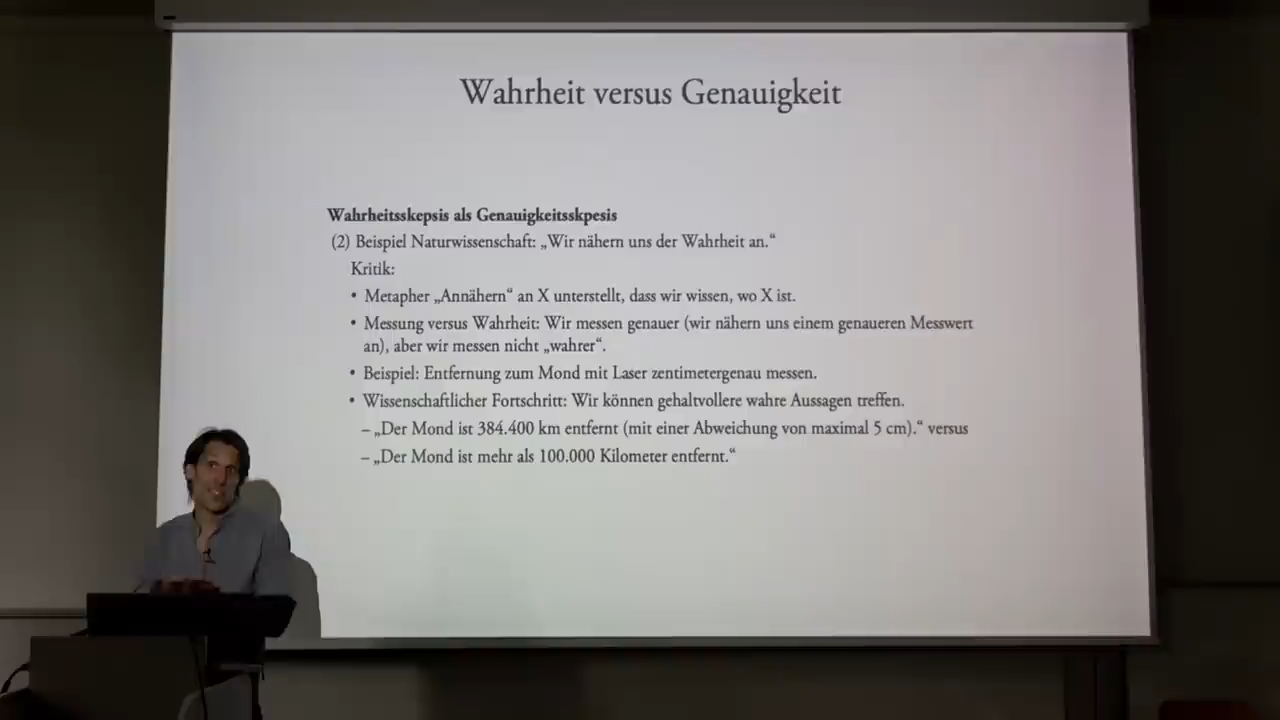 Wahrheit versus Genauigkeit
Wahrheitsskepsis als Genauigkeitsskpesis
(2) Beispiel Naturwissenschaft: „Wir nähern uns der Wahrheit an.“
Kritik:
• Metapher „Annähern“ an X unterstellt, dass wir wissen, wo X ist.
• Messung versus Wahrheit: Wir messen genauer (wir nähern uns einem genaueren Messwert
an), aber wir messen nicht „wahrer“.
• Beispiel: Entfernung zum Mond mit Laser zentimetergenau messen.
• Wissenschaftlicher Fortschritt: Wir können gehaltvollere wahre Aussagen treffen.
– „Der Mond ist 384.400 km entfernt (mit einer Abweichung von maximal 5 cm).“ versus
– „Der Mond ist mehr als 100.000 Kilometer entfernt.“